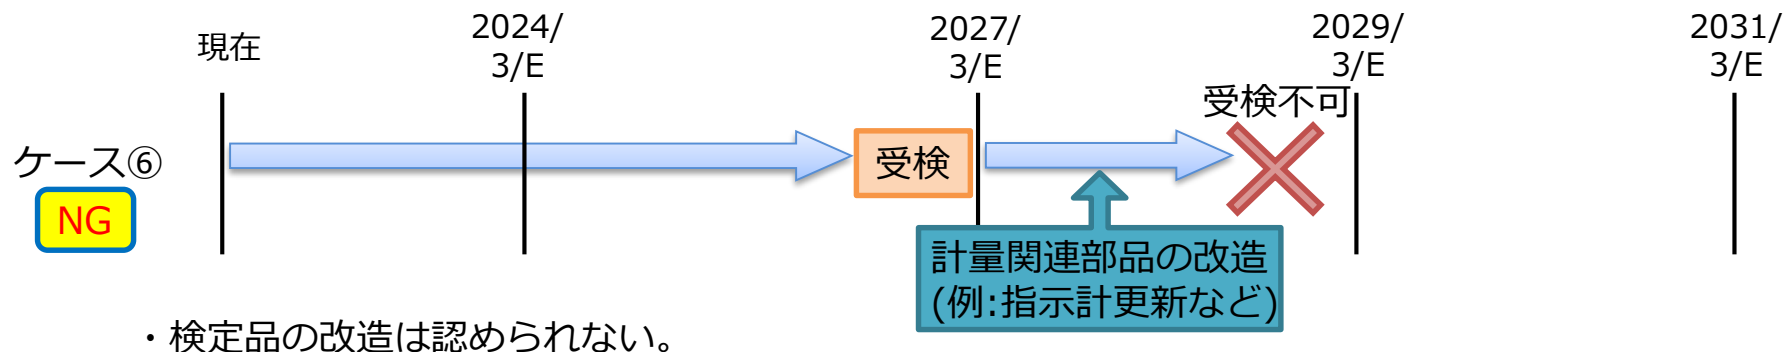 現在
2024/
3/E
2027/
3/E
2029/
3/E
2031/
3/E
受検不可
ケース⑥
受検
NG
計量関連部品の改造
(例:指示計更新など)
・検定品の改造は認められない。